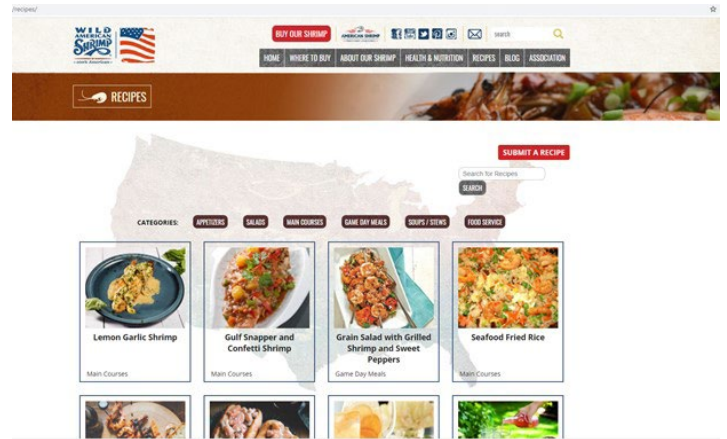 /recipes/
WILD
AMERICAN
SHRIMP
BUY OUR SHRIMP
AMERICAN SHRIMP
search
HOME WHERE TO BUY ABOUT OUR SHRIMP HEALTH & NUTRITION RECIPES BLOG ASSOCIATION
RECIPES
SUBMIT A RECIPE
Search for Recipes
SEARCH
CATEGORIES: APPETIZERS SALADS MAIN COURSES GAME DAY MEALS SOUPS / STEWS FOOD SERVICE
Lemon Garlic Shrimp
Main Courses
Gulf Snapper and
Confetti Shrimp
Main Courses
Grain Salad with Grilled
Shrimp and Sweet
Peppers
Game Day Meals
Seafood Fried Rice
Main Courses